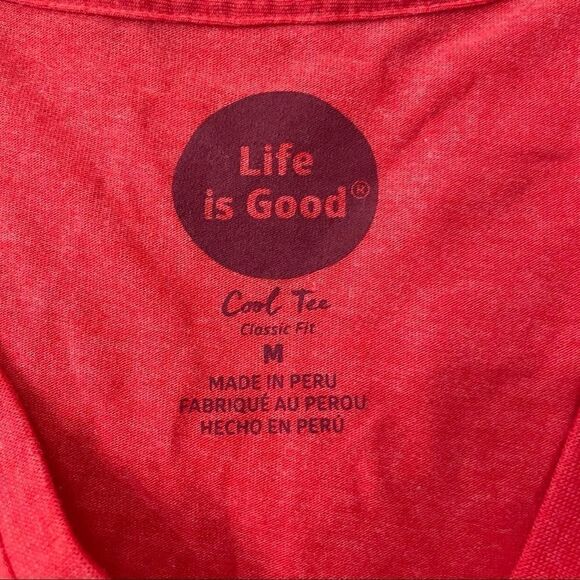 Life
is Good®
Cool Tee
Classic Fit
M
MADE IN PERU
FABRIQUÉ AU PEROU
HECHO EN PERÚ